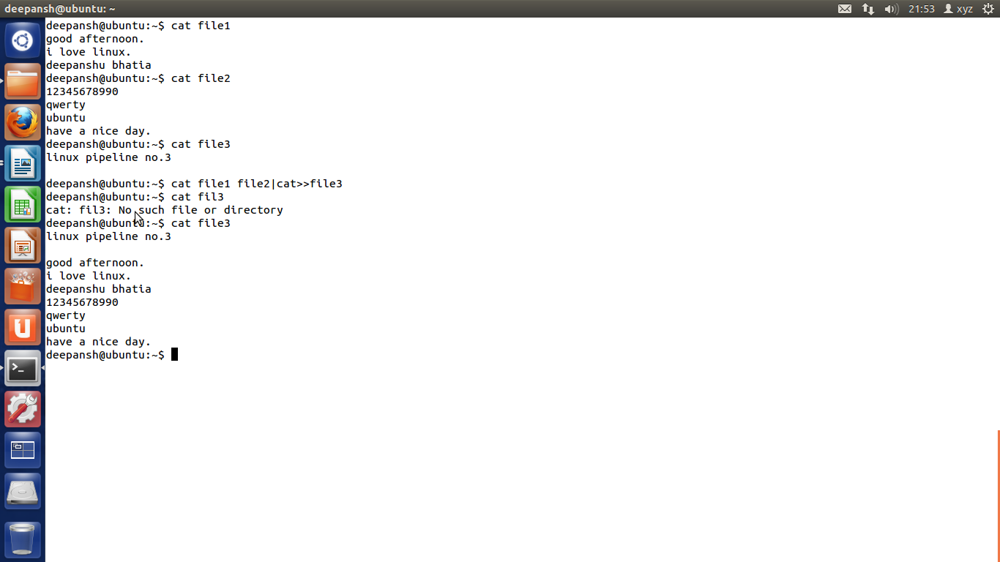 deepansh@ubuntu: ~
21:53
xyz
deepansh@ubuntu:~$ cat file1
good afternoon.
i love linux.
deepanshu bhatia
deepansh@ubuntu:~$ cat file2
12345678990
qwerty
ubuntu
have a nice day.
deepansh@ubuntu:~$ cat file3
linux pipeline no.3
deepansh@ubuntu:~$ cat file1 file2|cat>>file3
deepansh@ubuntu:~$ cat fil3
cat: fil3: No such file or directory
deepansh@ubuntu:~$ cat file3
linux pipeline no.3
good afternoon.
i love linux.
deepanshu bhatia
12345678990
qwerty
ubuntu
have a nice day.
deepansh@ubuntu:~$